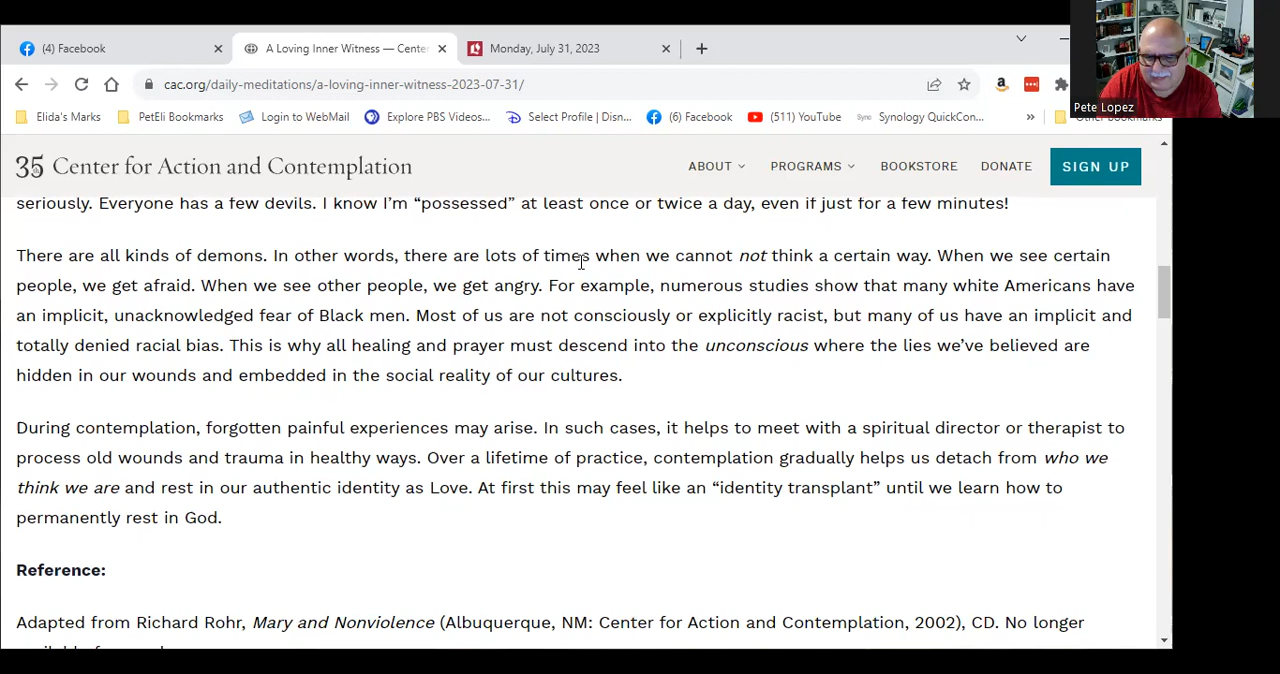 (4) Facebook
A Loving Inner Witness — Center
Monday, July 31, 2023
cac.org/daily-meditations/a-loving-inner-witness-2023-07-31/
Elida's Marks
PetEli Bookmarks
Login to WebMail
Explore PBS Videos...
Select Profile | Disn...
(6) Facebook
(511) YouTube
Synology QuickCon...
»
Other Bookmarks
Pete Lopez
35 Center for Action and Contemplation
ABOUT
PROGRAMS
BOOKSTORE
DONATE
SIGN UP
seriously. Everyone has a few devils. I know I’m “possessed” at least once or twice a day, even if just for a few minutes!
There are all kinds of demons. In other words, there are lots of times when we cannot not think a certain way. When we see certain
people, we get afraid. When we see other people, we get angry. For example, numerous studies show that many white Americans have
an implicit, unacknowledged fear of Black men. Most of us are not consciously or explicitly racist, but many of us have an implicit and
totally denied racial bias. This is why all healing and prayer must descend into the unconscious where the lies we’ve believed are
hidden in our wounds and embedded in the social reality of our cultures.
During contemplation, forgotten painful experiences may arise. In such cases, it helps to meet with a spiritual director or therapist to
process old wounds and trauma in healthy ways. Over a lifetime of practice, contemplation gradually helps us detach from who we
think we are and rest in our authentic identity as Love. At first this may feel like an “identity transplant” until we learn how to
permanently rest in God.
Reference:
Adapted from Richard Rohr, Mary and Nonviolence (Albuquerque, NM: Center for Action and Contemplation, 2002), CD. No longer